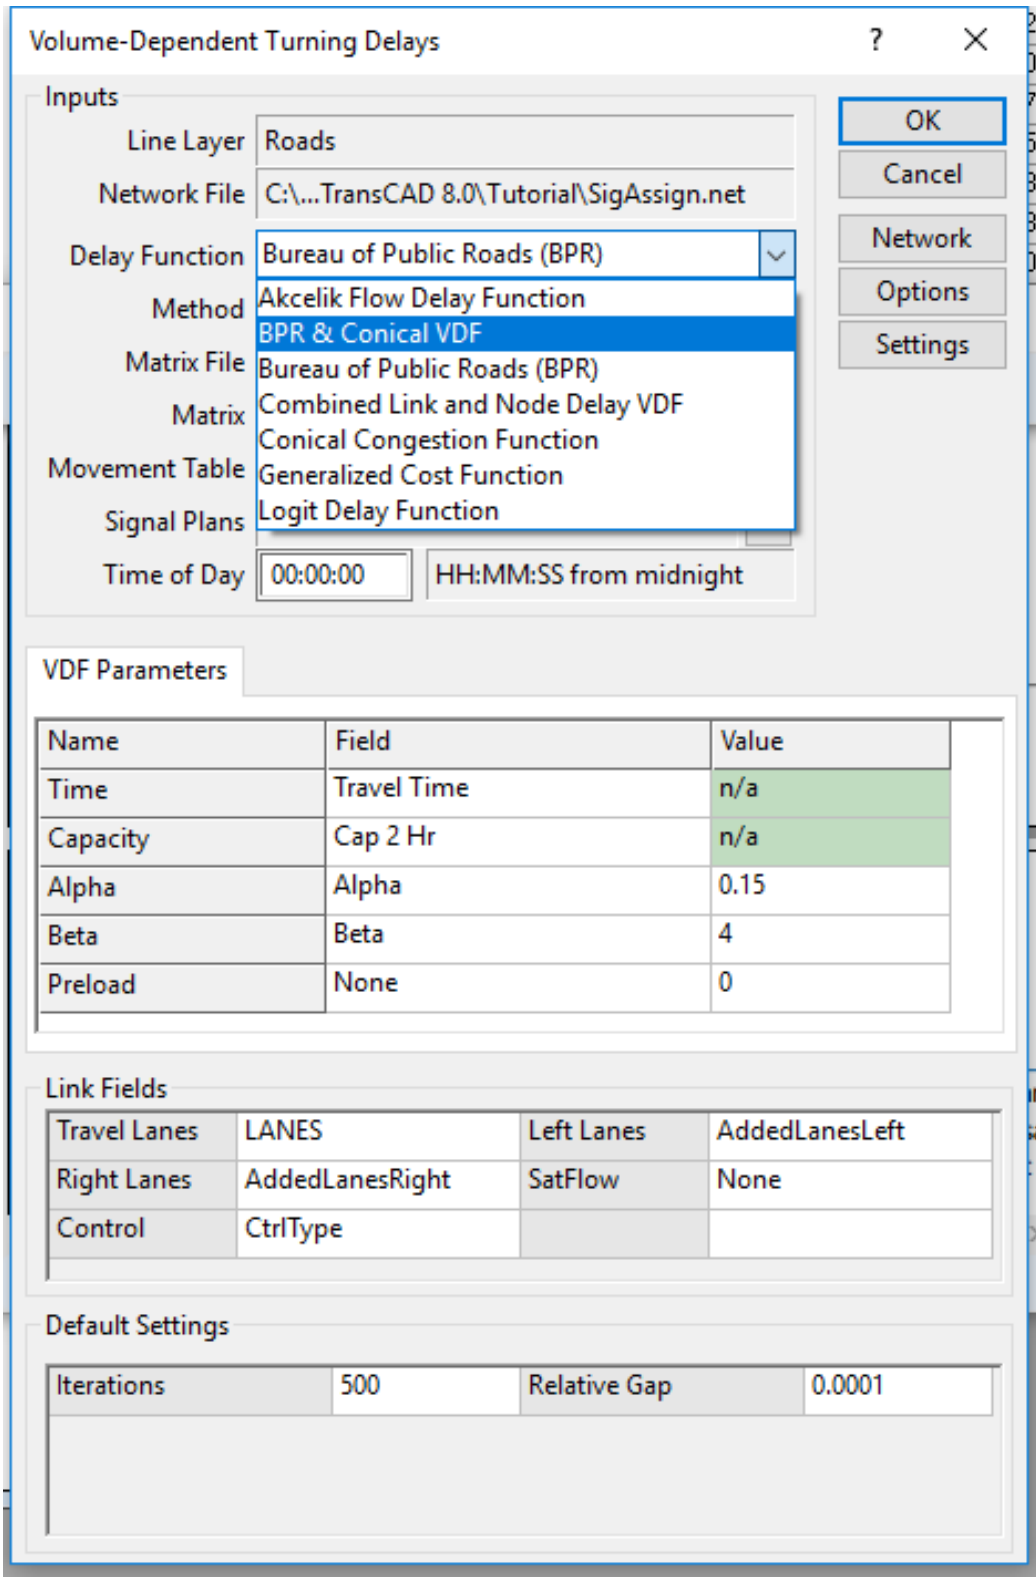 Volume-Dependent Turning Delays ?
Inputs
Line Layer Roads
Network File C:\...TransCAD 8.0\Tutorial\SigAssign.net
Delay Function Bureau of Public Roads (BPR)
Method Akcelik Flow Delay Function
BPR & Conical VDF
Matrix File Bureau of Public Roads (BPR)
Matrix Combined Link and Node Delay VDF
Conical Congestion Function
Movement Table Generalized Cost Function
Signal Plans Logit Delay Function
Time of Day 00:00:00 HH:MM:SS from midnight
OK
Cancel
Network
Options
Settings
VDF Parameters
Name Field Value
Time Travel Time n/a
Capacity Cap 2 Hr n/a
Alpha Alpha 0.15
Beta Beta 4
Preload None 0
Link Fields
Travel Lanes LANES Left Lanes AddedLanesLeft
Right Lanes AddedLanesRight SatFlow None
Control CtrlType
Default Settings
Iterations 500 Relative Gap 0.0001